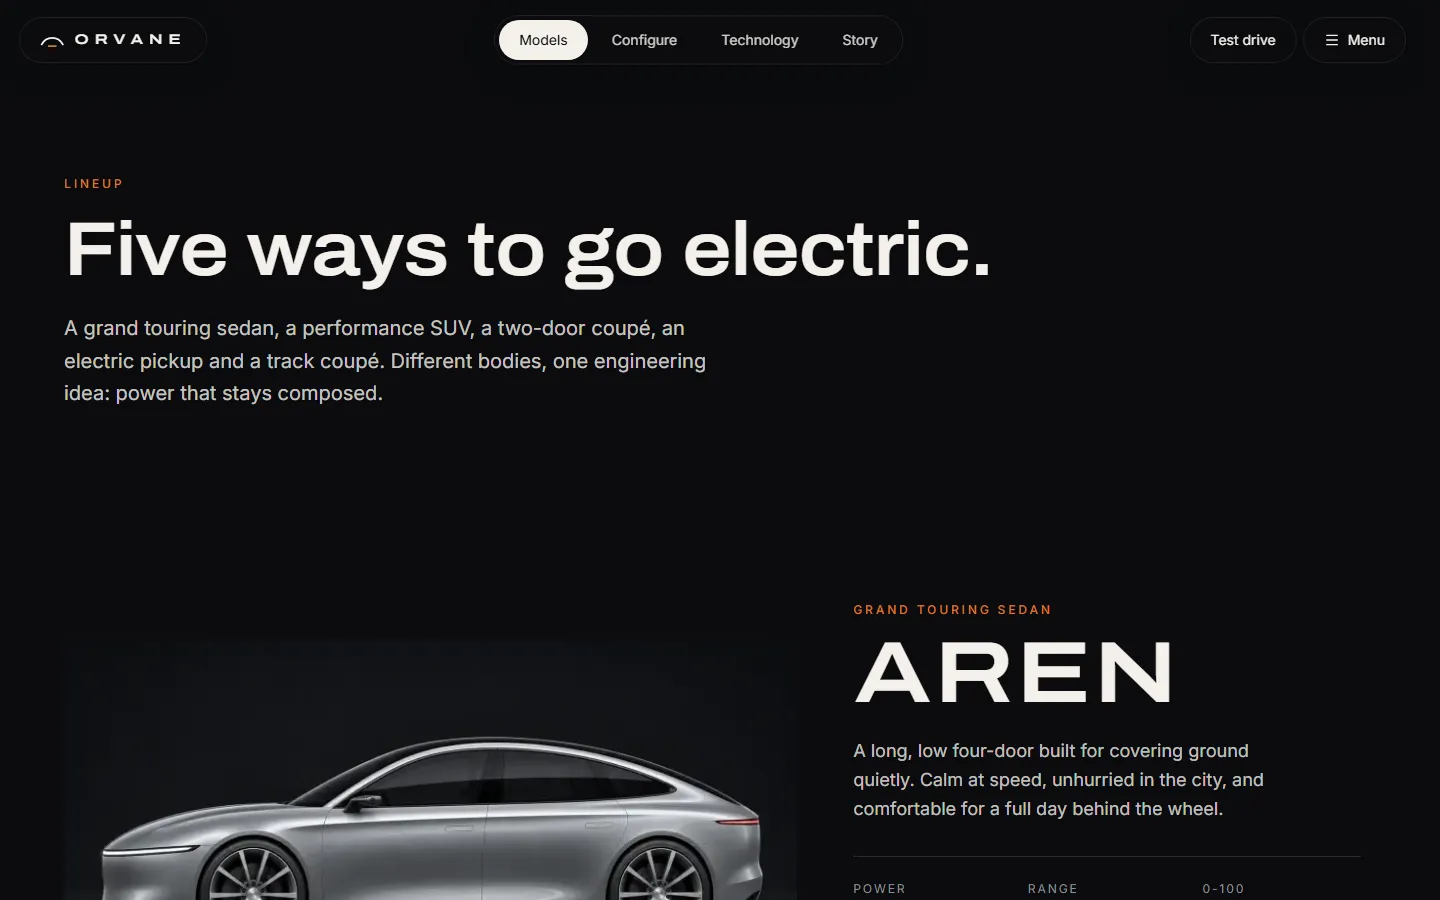 ORVANE
Models
Configure
Technology
Story
Test drive
Menu
LINEUP
Five ways to go electric.
A grand touring sedan, a performance SUV, a two-door coupé, an
electric pickup and a track coupé. Different bodies, one engineering
idea: power that stays composed.
GRAND TOURING SEDAN
AREN
A long, low four-door built for covering ground
quietly. Calm at speed, unhurried in the city, and
comfortable for a full day behind the wheel.
POWER
RANGE
0-100